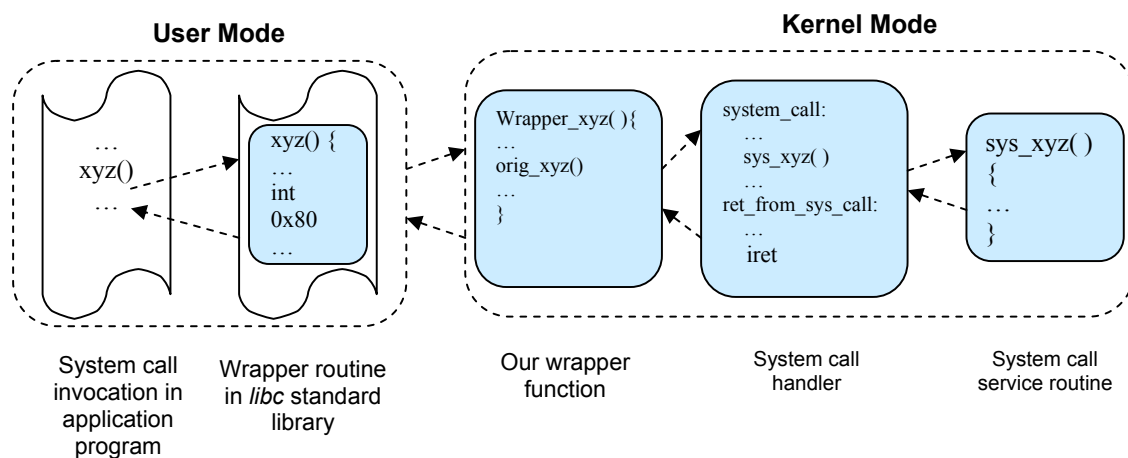 User Mode
Kernel Mode
…
xyz()
…
xyz() {
…
int
0x80
…
Wrapper_xyz( ){
…
orig_xyz()
…
}
system_call:
…
sys_xyz( )
…
ret_from_sys_call:
…
iret
sys_xyz( )
{
…
}
System call
invocation in
application
program
Wrapper routine
in libc standard
library
Our wrapper
function
System call
handler
System call
service routine